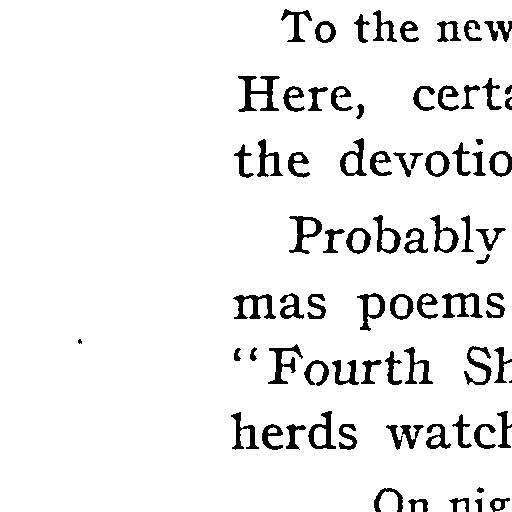 To the new
Here, certa
the devotio
Probably
mas poems
“Fourth Sh
herds watch
On nig